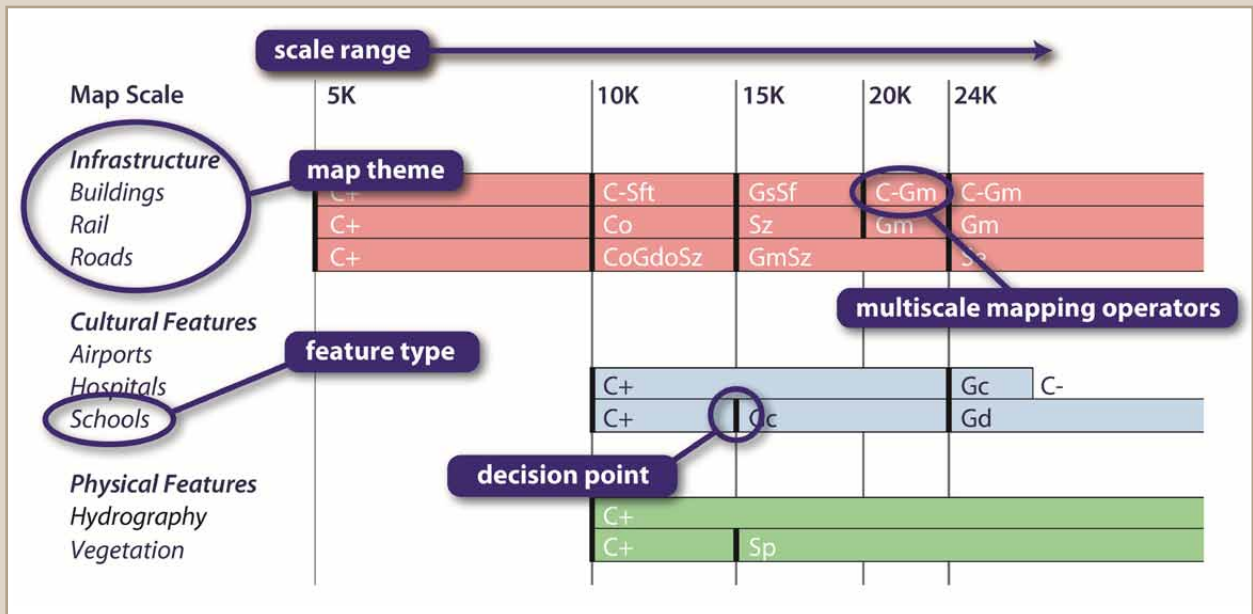 scale range
Map Scale 5K 10K 15K 20K 24K
Infrastructure
map theme
Buildings C+ C-Sft GsSf C-Gm C-Gm
Rail C+ Co Sz Gm Gm
Roads C+ CoGdoSz GmSz Se
multiscale mapping operators
Cultural Features
feature type
Airports
Hospitals C+ Gc C-
Schools C+ Gc Gd
decision point
Physical Features
Hydrography C+
Vegetation C+ Sp